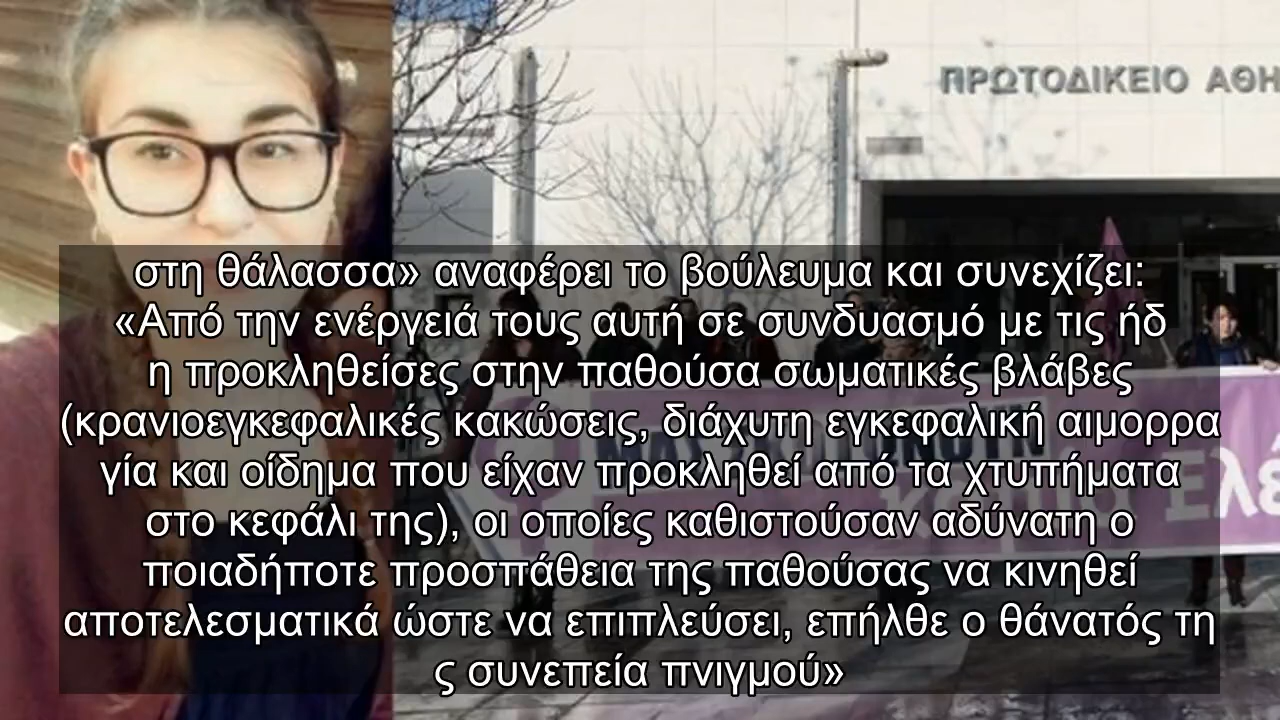 ΠΡΩΤΟΔΙΚΕΙΟ ΑΘΗ
στη θάλασσα» αναφέρει το βούλευμα και συνεχίζει:
«Από την ενέργειά τους αυτή σε συνδυασμό με τις ήδ
η προκληθείσες στην παθούσα σωματικές βλάβες
(κρανιοεγκεφαλικές κακώσεις, διάχυτη εγκεφαλική αιμορρα
γία και οίδημα που είχαν προκληθεί από τα χτυπήματα
στο κεφάλι της), οι οποίες καθιστούσαν αδύνατη ο
ποιαδήποτε προσπάθεια της παθούσας να κινηθεί
αποτελεσματικά ώστε να επιπλεύσει, επήλθε ο θάνατός τη
ς συνεπεία πνιγμού»